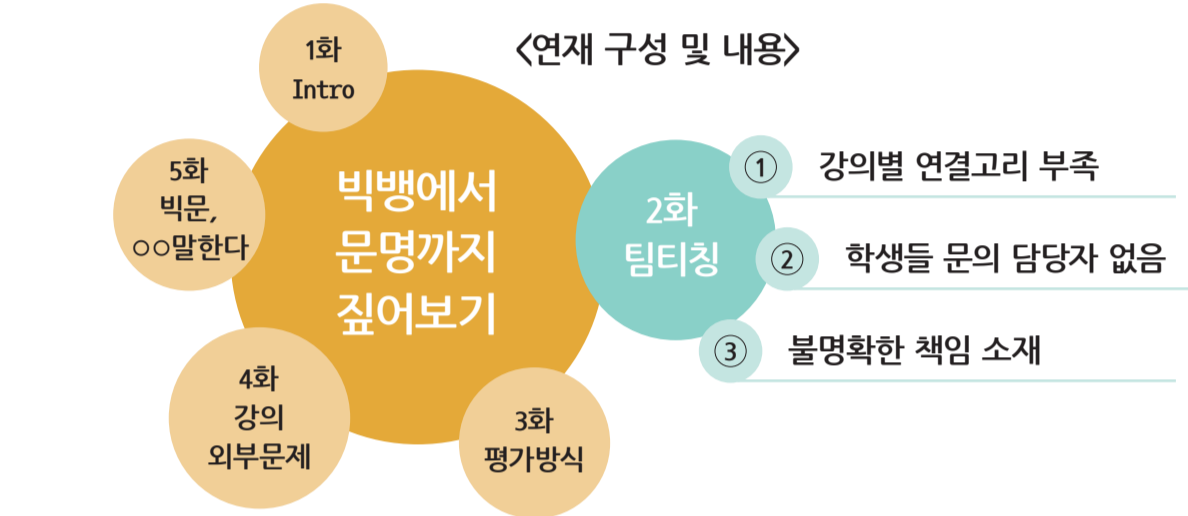 <연재 구성 및 내용>
빅뱅에서
문명까지
짚어보기
1화
Intro
2화
팀티칭
① 강의별 연결고리 부족
② 학생들 문의 담당자 없음
③ 불명확한 책임 소재
3화
평가방식
4화
강의
외부문제
5화
빅문,
○○말한다